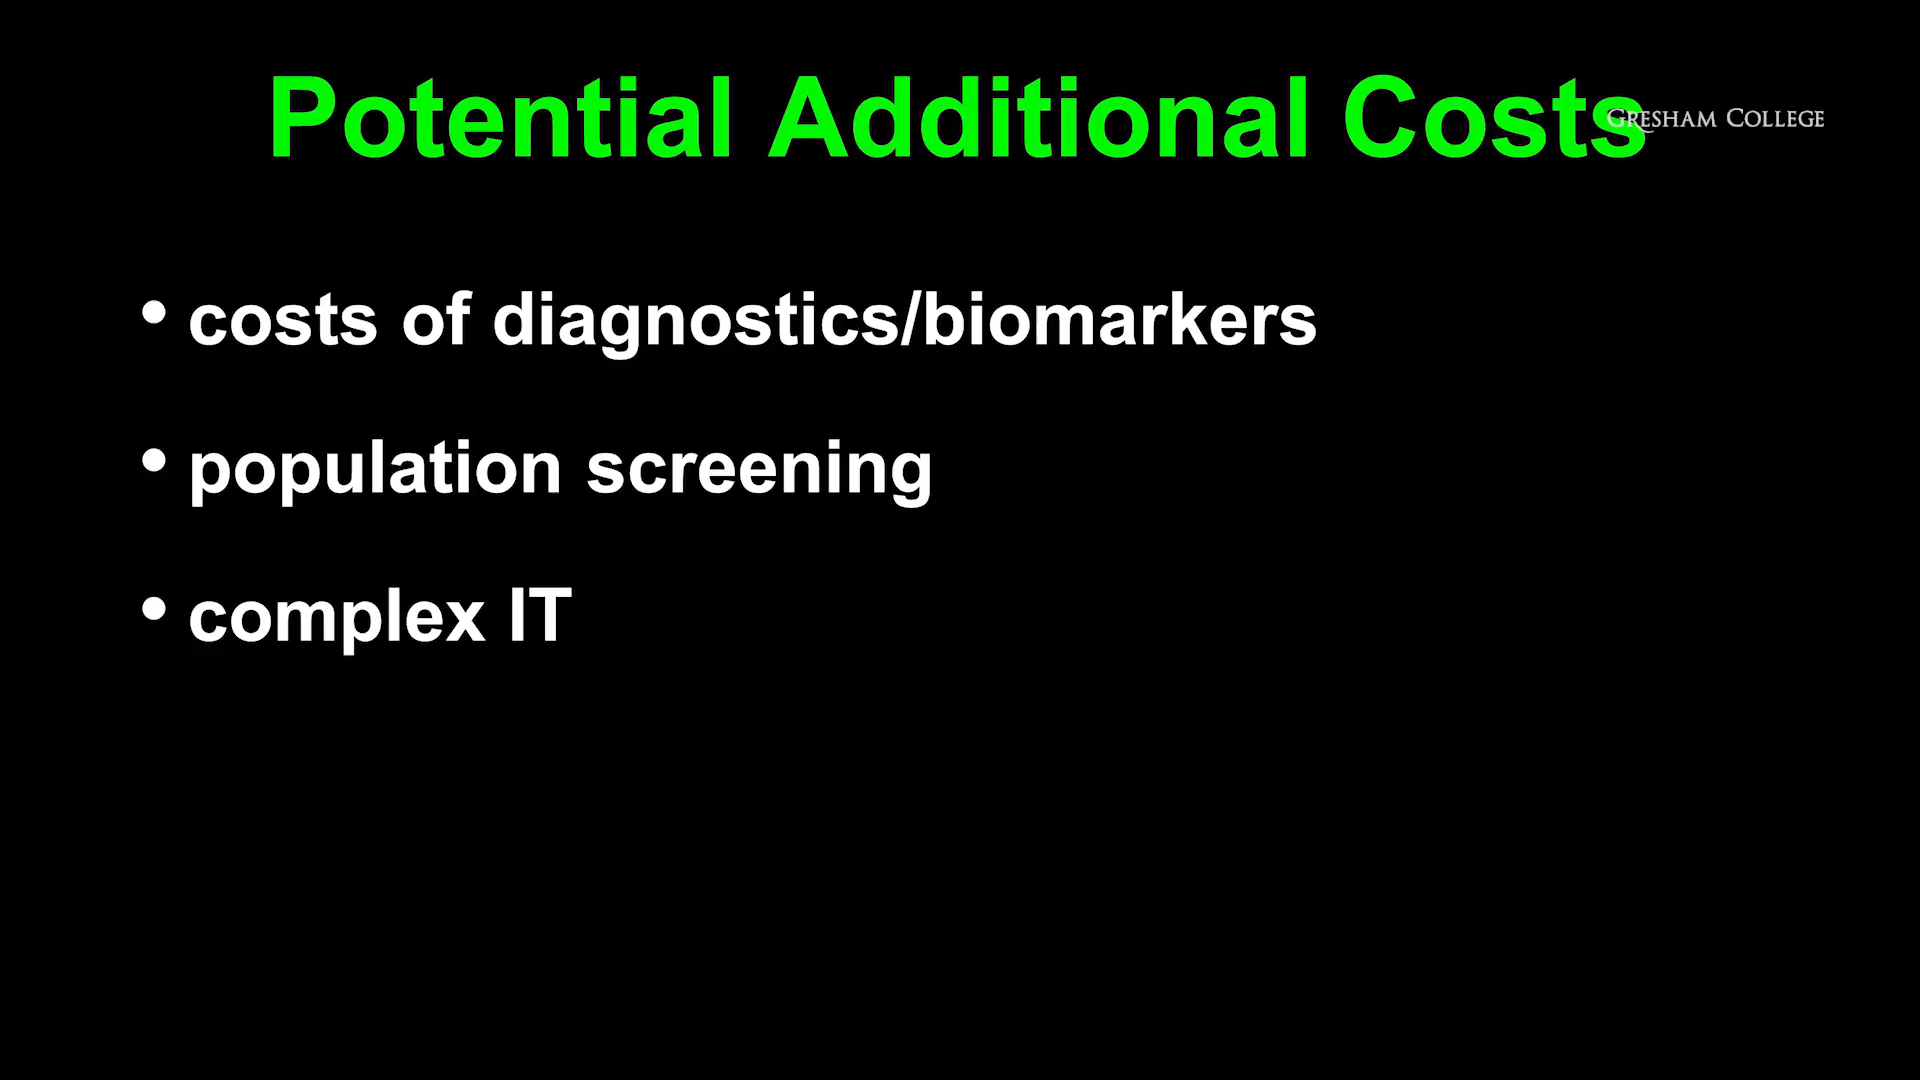 Potential Additional Costs
GRESHAM COLLEGE
• costs of diagnostics/biomarkers
• population screening
• complex IT